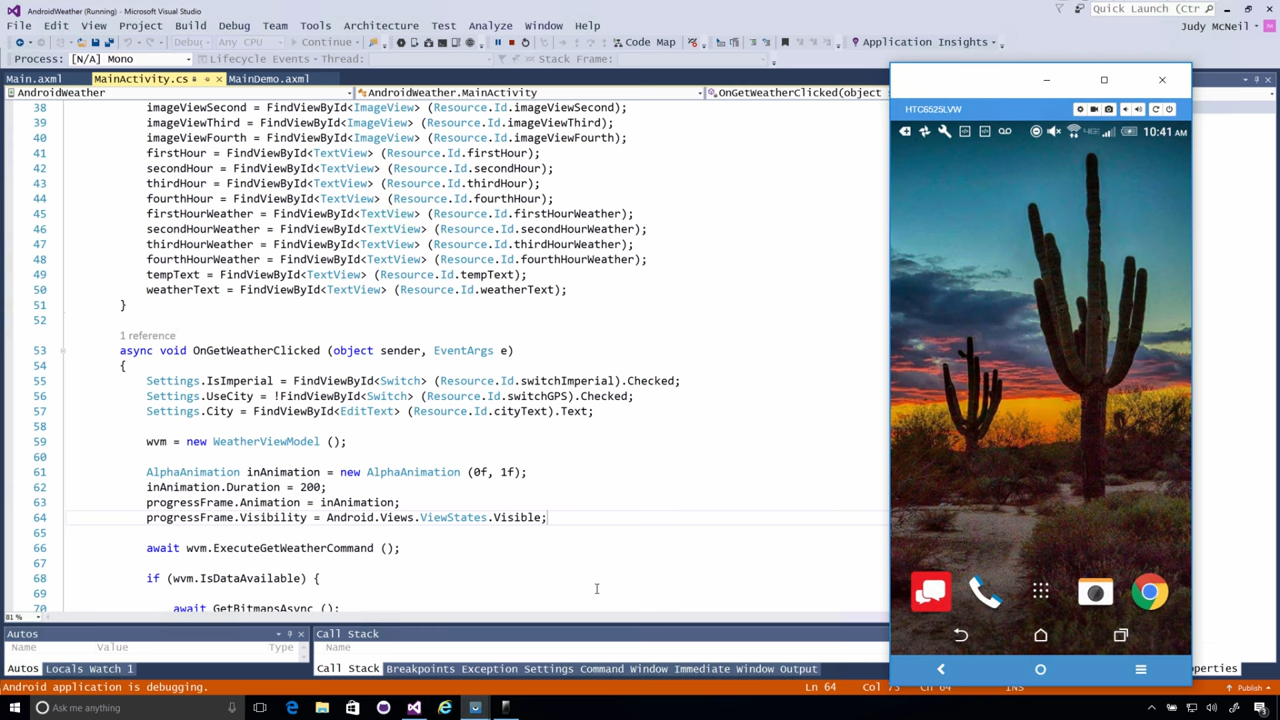 AndroidWeather (Running) - Microsoft Visual Studio
Quick Launch (Ctr
File Edit View Project Build Debug Team Tools Architecture Test Analyze Window Help
Judy McNeil
Debug Any CPU Continue Code Map Application Insights
Process: [N/A] Mono Lifecycle Events Thread: Stack Frame:
Main.axml MainActivity.cs MainDemo.axml
AndroidWeather AndroidWeather.MainActivity OnGetWeatherClicked (object
38 imageViewSecond = FindViewById<ImageView> (Resource.Id.imageViewSecond);
39 imageViewThird = FindViewById<ImageView> (Resource.Id.imageViewThird);
40 imageViewFourth = FindViewById<ImageView> (Resource.Id.imageViewFourth);
41 firstHour = FindViewById<TextView> (Resource.Id.firstHour);
42 secondHour = FindViewById<TextView> (Resource.Id.secondHour);
43 thirdHour = FindViewById<TextView> (Resource.Id.thirdHour);
44 fourthHour = FindViewById<TextView> (Resource.Id.fourthHour);
45 firstHourWeather = FindViewById<TextView> (Resource.Id.firstHourWeather);
46 secondHourWeather = FindViewById<TextView> (Resource.Id.secondHourWeather);
47 thirdHourWeather = FindViewById<TextView> (Resource.Id.thirdHourWeather);
48 fourthHourWeather = FindViewById<TextView> (Resource.Id.fourthHourWeather);
49 tempText = FindViewById<TextView> (Resource.Id.tempText);
50 weatherText = FindViewById<TextView> (Resource.Id.weatherText);
51 }
52
1 reference
53 async void OnGetWeatherClicked (object sender, EventArgs e)
54 {
55 Settings.IsImperial = FindViewById<Switch> (Resource.Id.switchImperial).Checked;
56 Settings.UseCity = !FindViewById<Switch> (Resource.Id.switchGPS).Checked;
57 Settings.City = FindViewById<EditText> (Resource.Id.cityText).Text;
58
59 wvm = new WeatherViewModel ();
60
61 AlphaAnimation inAnimation = new AlphaAnimation (0f, 1f);
62 inAnimation.Duration = 200;
63 progressFrame.Animation = inAnimation;
64 progressFrame.Visibility = Android.Views.ViewStates.Visible;
65
66 await wvm.ExecuteGetWeatherCommand ();
67
68 if (wvm.IsDataAvailable) {
69
70 await GetBitmapsAsync ();
81 %
HTC6525LVW
10:41 AM
Autos
Name Value Type
Autos Locals Watch 1
Call Stack
Name
Call Stack Breakpoints Exception Settings Command Window Immediate Window Output
operties
Android application is debugging.
Ln 64 Col 73 Ch 64 INS
Publish
Ask me anything